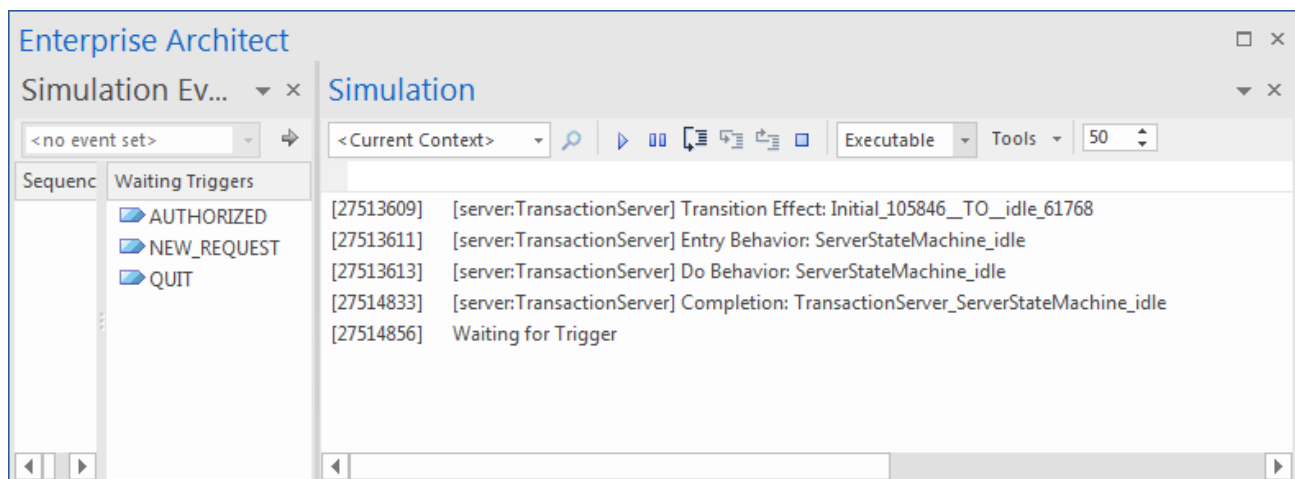 Enterprise Architect
Simulation Ev...
Simulation
<no event set>
<Current Context>
Executable
Tools
50
Sequenc
Waiting Triggers
AUTHORIZED
NEW_REQUEST
QUIT
[27513609] [server:TransactionServer] Transition Effect: Initial_105846__TO__idle_61768
[27513611] [server:TransactionServer] Entry Behavior: ServerStateMachine_idle
[27513613] [server:TransactionServer] Do Behavior: ServerStateMachine_idle
[27514833] [server:TransactionServer] Completion: TransactionServer_ServerStateMachine_idle
[27514856] Waiting for Trigger